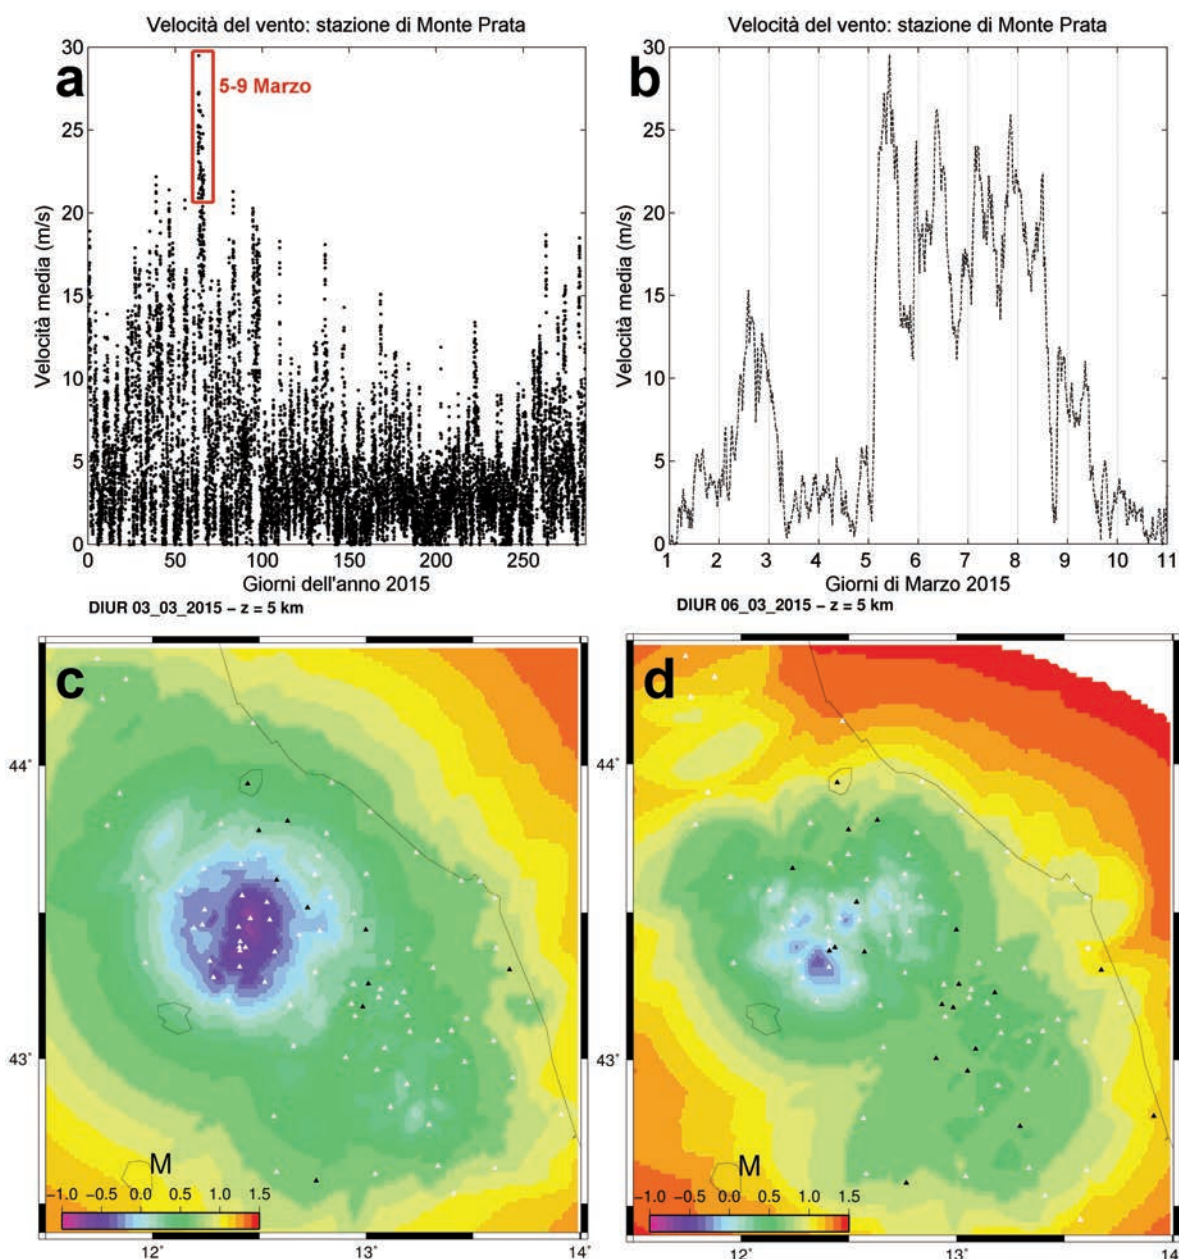 Velocità del vento: stazione di Monte Prata
a
5-9 Marzo
Velocità media (m/s)
30
25
20
15
10
5
0
0 50 100 150 200 250
Giorni dell'anno 2015
Velocità del vento: stazione di Monte Prata
b
Velocità media (m/s)
30
25
20
15
10
5
0
1 2 3 4 5 6 7 8 9 10 11
Giorni di Marzo 2015
DIUR 03_03_2015 – z = 5 km
c
44°
43°
M
−1.0 −0.5 0.0 0.5 1.0 1.5
12° 13° 14°
DIUR 06_03_2015 – z = 5 km
d
44°
43°
M
−1.0 −0.5 0.0 0.5 1.0 1.5
12° 13° 14°